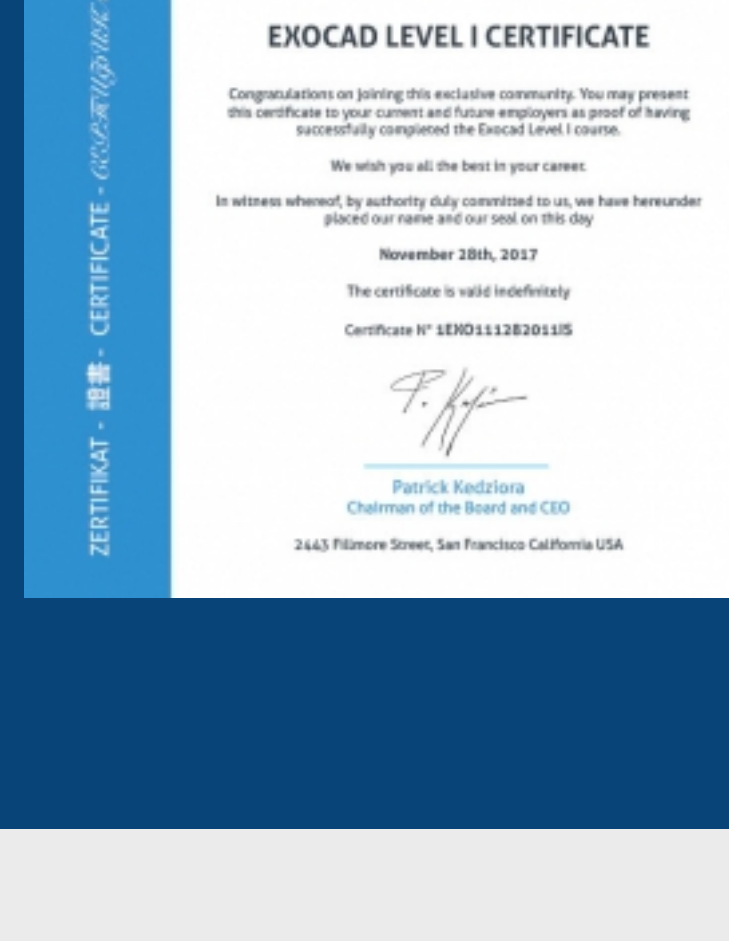 EXOCAD LEVEL I CERTIFICATE
Congratulations on joining this exclusive community. You may present
this certificate to your current and future employers as proof of having
successfully completed the Exocad Level I course.
We wish you all the best in your career.
In witness whereof, by authority duly committed to us, we have hereunder
placed our name and our seal on this day
November 28th, 2017
The certificate is valid indefinitely
Certificate N°
Patrick Kedziora
Chairman of the Board and CEO
2443 Fillmore Street, San Francisco California USA
ZERTIFIKAT - 證書 - CERTIFICATE -